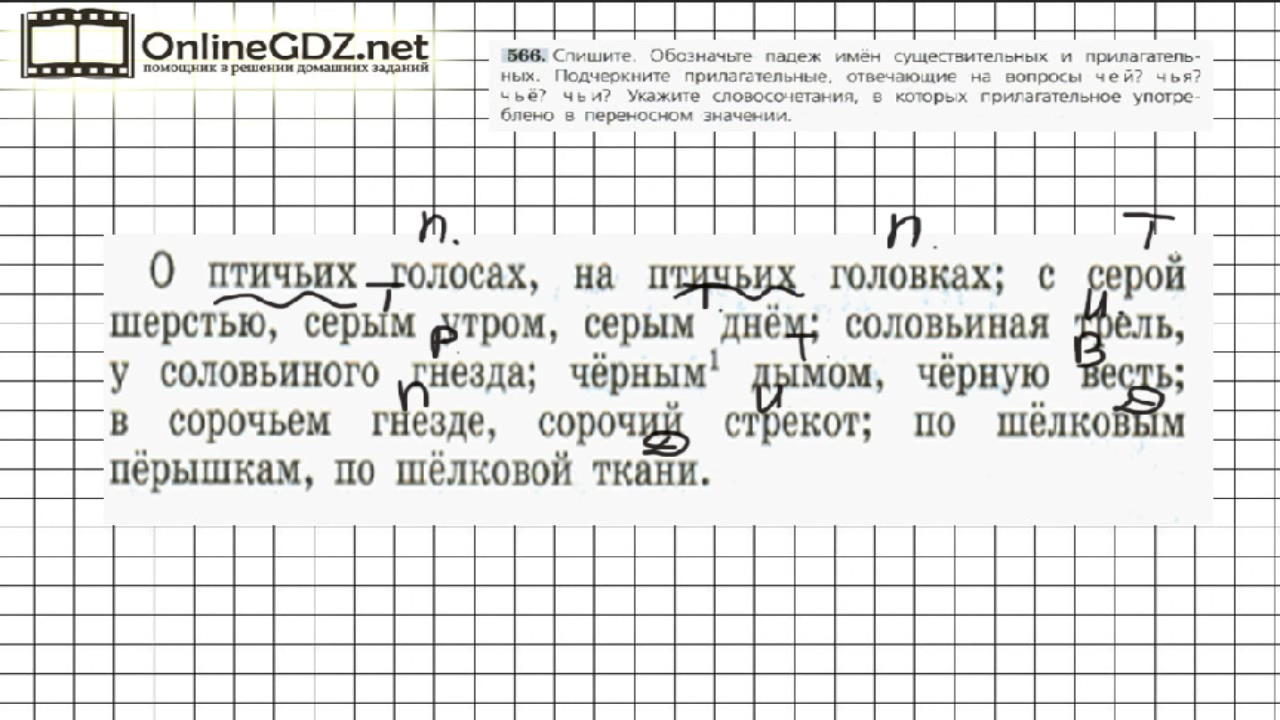 OnlineGDZ.net
помощник в решении домашних заданий
566. Спишите. Обозначьте падеж имён существительных и прилагатель-
ных. Подчеркните прилагательные, отвечающие на вопросы чей? чья?
чьё? чьи? Укажите словосочетания, в которых прилагательное употре-
блено в переносном значении.
п. п. Т
О птичьих голосах, на птичьих головках; с серой
Т Т И
шерстью, серым утром, серым днём; соловьиная трель,
Р Т В
у соловьиного гнезда; чёрным¹ дымом, чёрную весть;
п и
в сорочьем гнезде, сорочий стрекот; по шёлковым
пёрышкам, по шёлковой ткани.